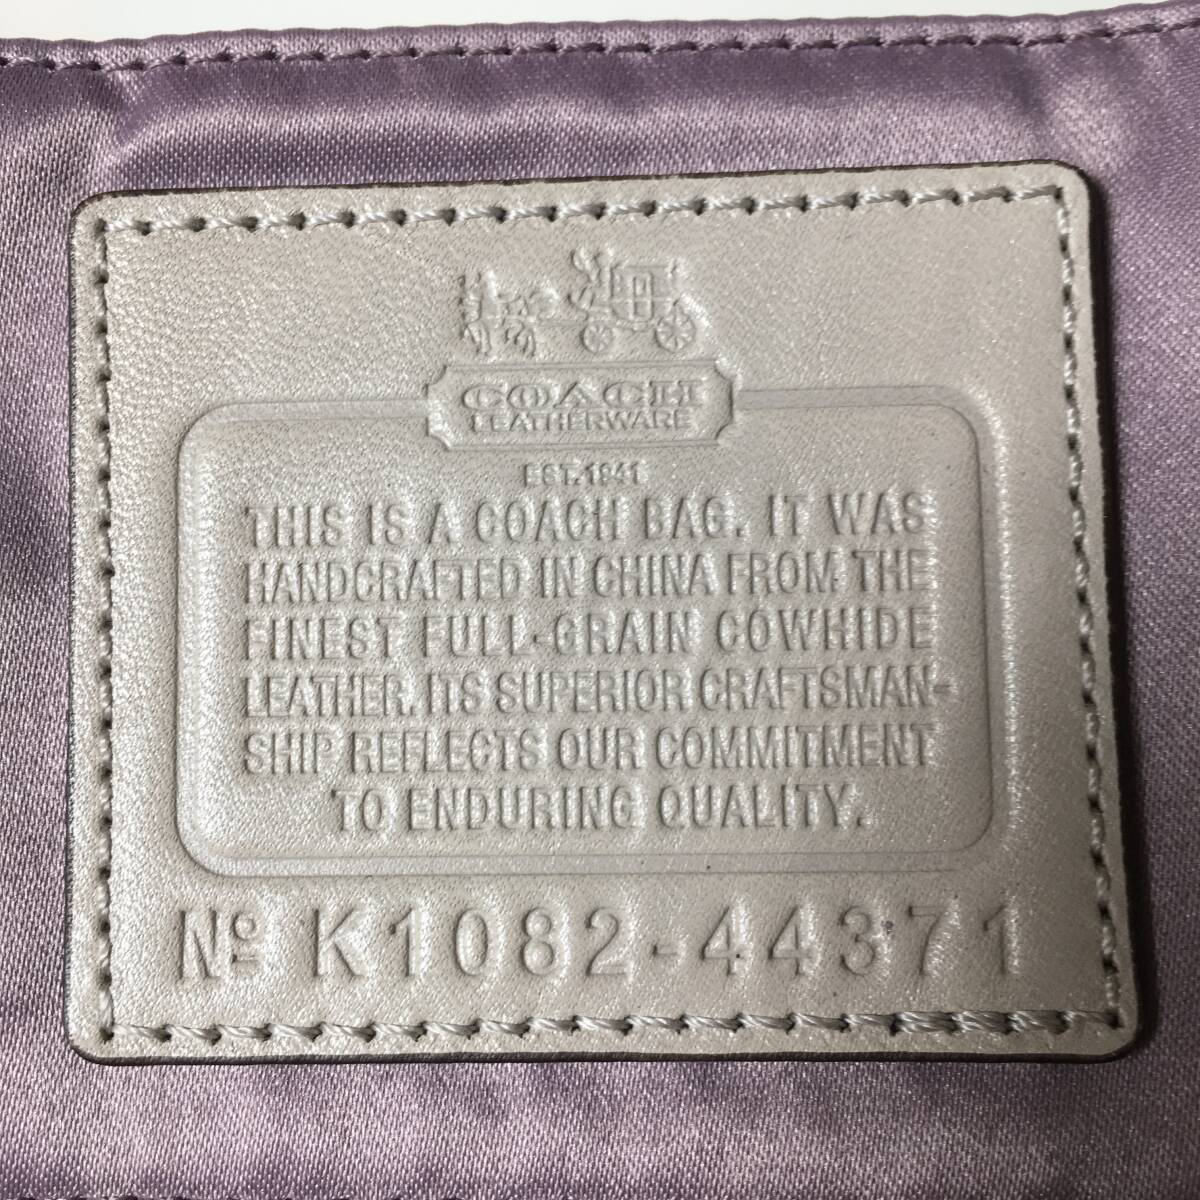 COACH
LEATHERWARE
EST. 1941
THIS IS A COACH BAG. IT WAS
HANDCRAFTED IN CHINA FROM THE
FINEST FULL-GRAIN COWHIDE
LEATHER. ITS SUPERIOR CRAFTSMAN-
SHIP REFLECTS OUR COMMITMENT
TO ENDURING QUALITY.
Nº K1082-44371